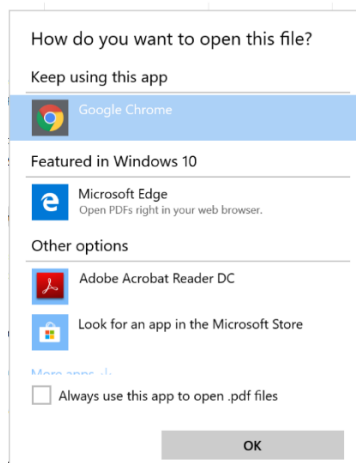 How do you want to open this file?
Keep using this app
Google Chrome
Featured in Windows 10
Microsoft Edge
Open PDFs right in your web browser.
Other options
Adobe Acrobat Reader DC
Look for an app in the Microsoft Store
More apps ↓
Always use this app to open .pdf files
OK